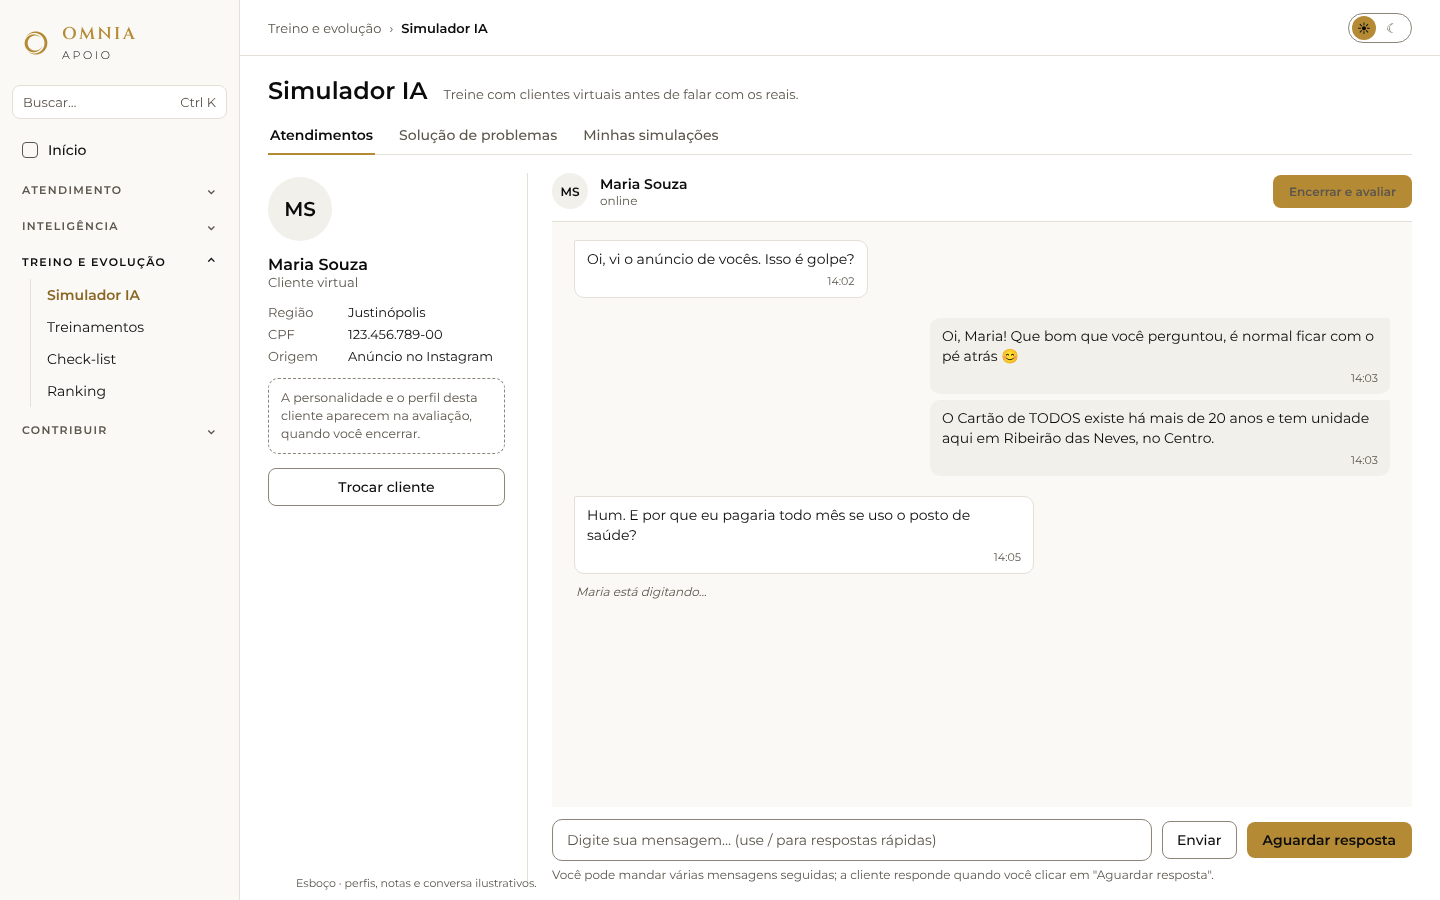 OMNIA
APOIO
Buscar...
Ctrl K
Início
ATENDIMENTO
INTELIGÊNCIA
TREINO E EVOLUÇÃO
Simulador IA
Treinamentos
Check-list
Ranking
CONTRIBUIR
Treino e evolução › Simulador IA
Simulador IA
Treine com clientes virtuais antes de falar com os reais.
Atendimentos
Solução de problemas
Minhas simulações
MS
Maria Souza
Cliente virtual
Região Justinópolis
CPF 123.456.789-00
Origem Anúncio no Instagram
A personalidade e o perfil desta
cliente aparecem na avaliação,
quando você encerrar.
Trocar cliente
MS
Maria Souza
online
Encerrar e avaliar
Oi, vi o anúncio de vocês. Isso é golpe?
14:02
Oi, Maria! Que bom que você perguntou, é normal ficar com o
pé atrás 😊
14:03
O Cartão de TODOS existe há mais de 20 anos e tem unidade
aqui em Ribeirão das Neves, no Centro.
14:03
Hum. E por que eu pagaria todo mês se uso o posto de
saúde?
14:05
Maria está digitando...
Digite sua mensagem... (use / para respostas rápidas)
Enviar
Aguardar resposta
Você pode mandar várias mensagens seguidas; a cliente responde quando você clicar em "Aguardar resposta".
Esboço · perfis, notas e conversa ilustrativos.